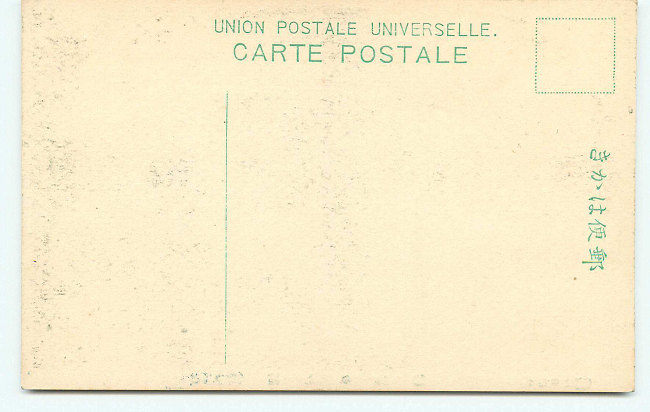 UNION POSTALE UNIVERSELLE.
CARTE POSTALE
郵便はかき